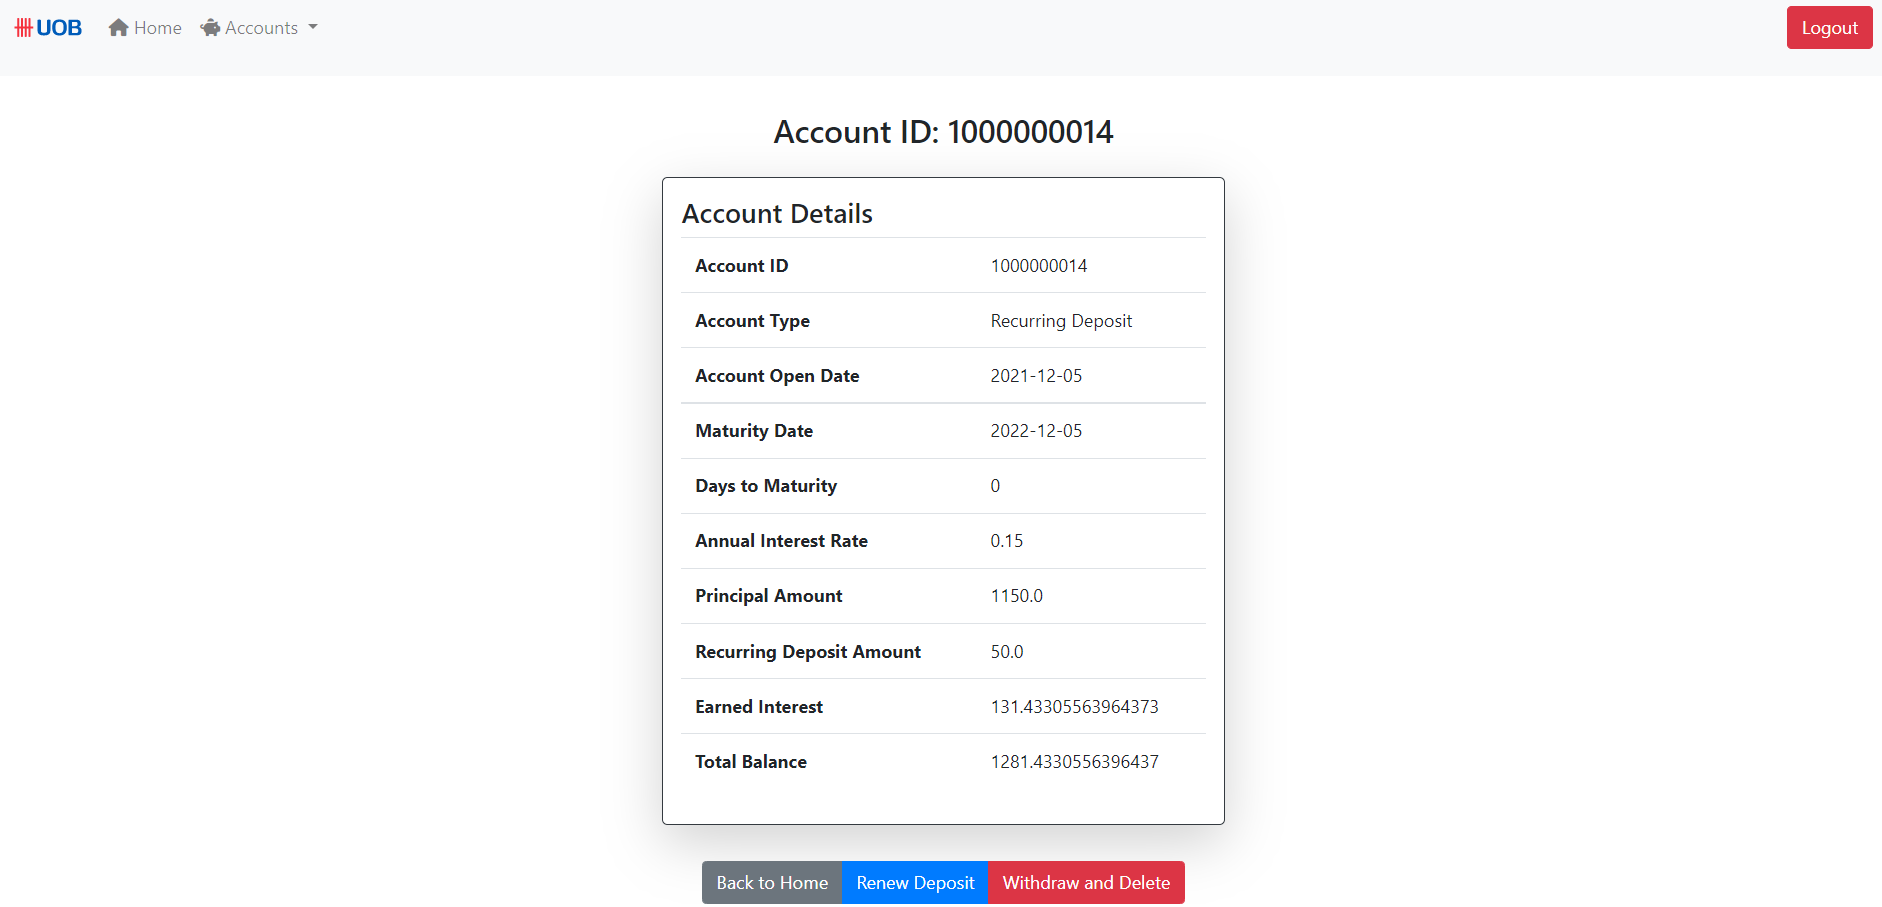 UOB Home Accounts Logout
Account ID: 1000000014
Account Details
Account ID 1000000014
Account Type Recurring Deposit
Account Open Date 2021-12-05
Maturity Date 2022-12-05
Days to Maturity 0
Annual Interest Rate 0.15
Principal Amount 1150.0
Recurring Deposit Amount 50.0
Earned Interest 131.43305563964373
Total Balance 1281.4330556396437
Back to Home Renew Deposit Withdraw and Delete